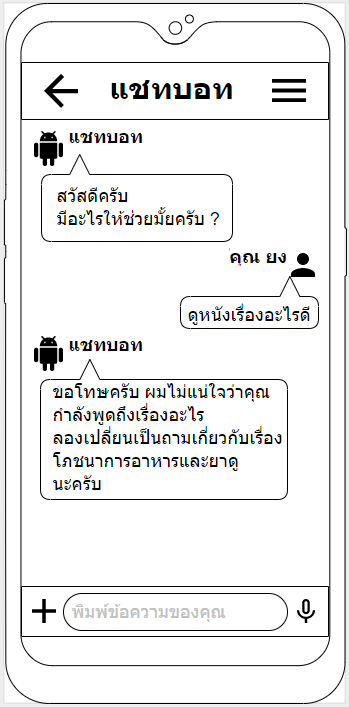 แชทบอท
แชทบอท
สวัสดีครับ
มีอะไรให้ช่วยมั้ยครับ ?
คุณ ยง
ดูหนังเรื่องอะไรดี
แชทบอท
ขอโทษครับ ผมไม่แน่ใจว่าคุณ
กำลังพูดถึงเรื่องอะไร
ลองเปลี่ยนเป็นถามเกี่ยวกับเรื่อง
โภชนาการอาหารและยาดู
นะครับ
พิมพ์ข้อความของคุณ